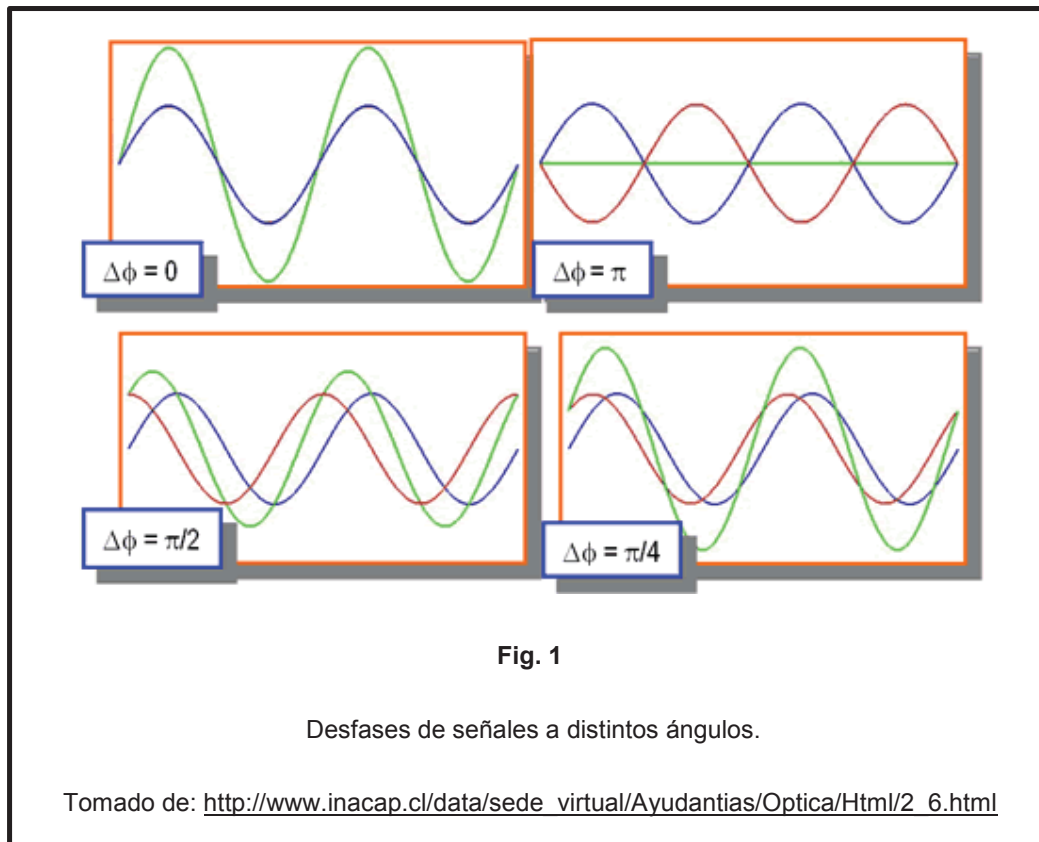 Δϕ = 0
Δϕ = π
Δϕ = π/2
Δϕ = π/4
Fig. 1
Desfases de señales a distintos ángulos.
Tomado de: http://www.inacap.cl/data/sede_virtual/Ayudantias/Optica/Html/2_6.html